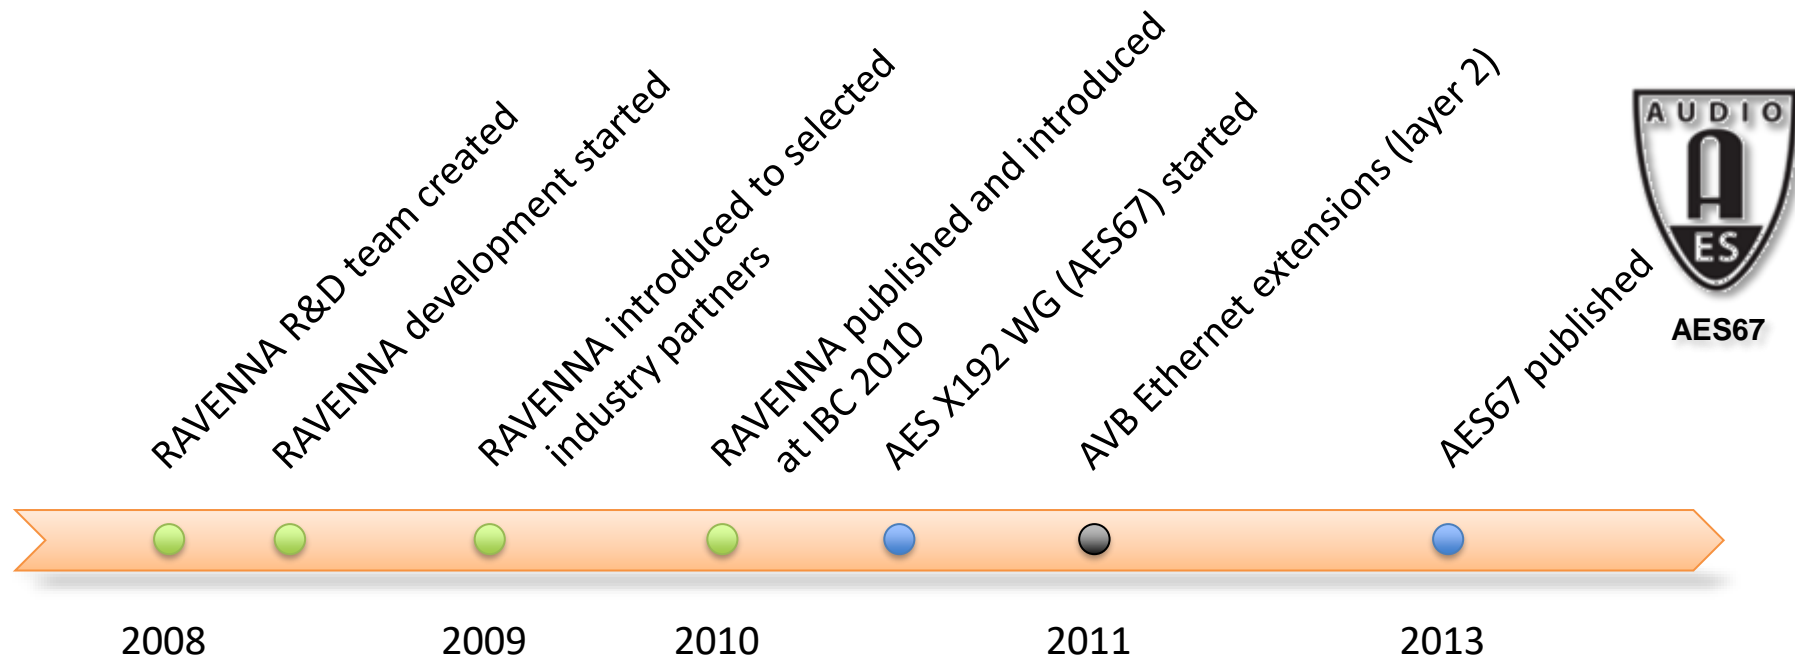 RAVENNA R&D team created
RAVENNA development started
RAVENNA introduced to selected
industry partners
RAVENNA published and introduced
at IBC 2010
AES X192 WG (AES67) started
AVB Ethernet extensions (layer 2)
AES67 published
AUDIO
A
ES
AES67
2008
2009
2010
2011
2013